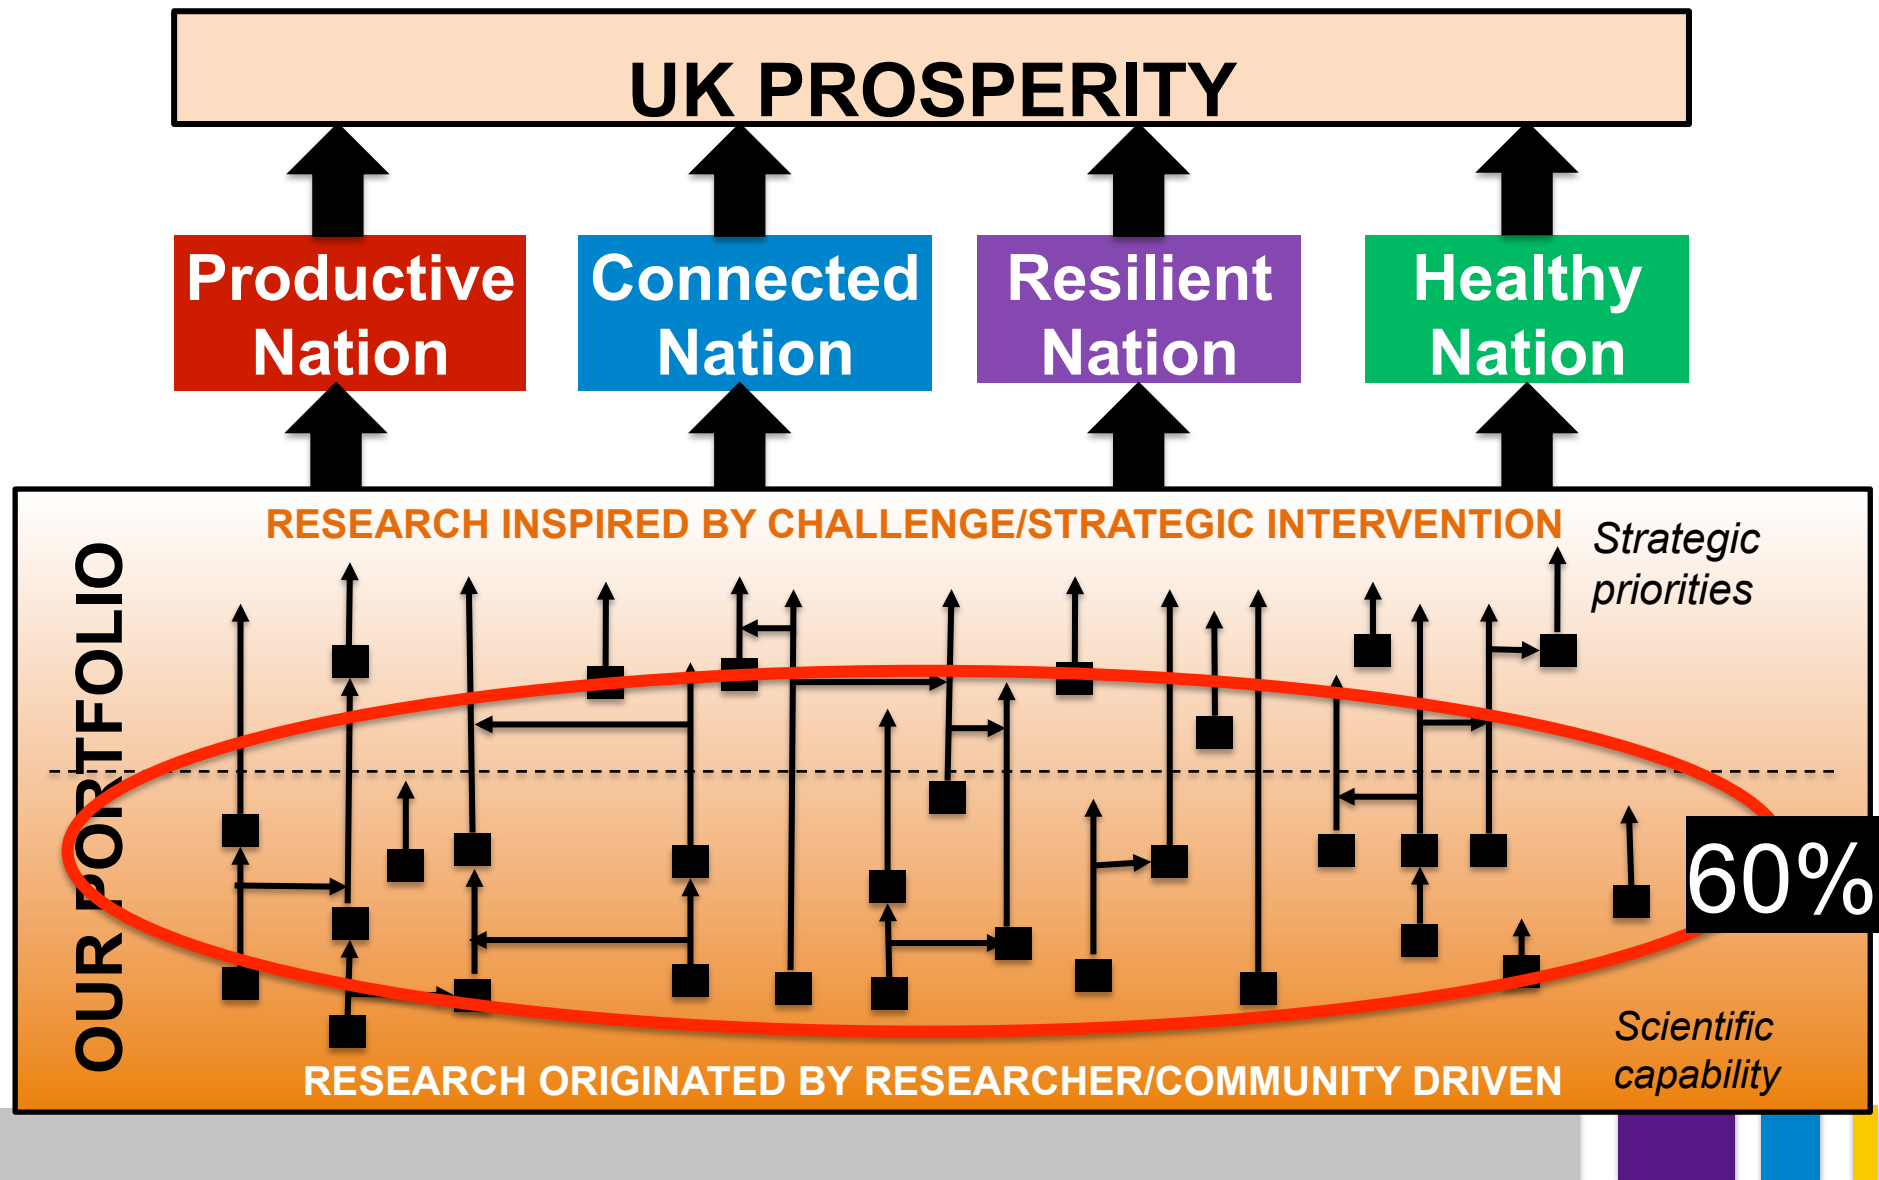 UK PROSPERITY
Productive
Nation
Connected
Nation
Resilient
Nation
Healthy
Nation
RESEARCH INSPIRED BY CHALLENGE/STRATEGIC INTERVENTION
Strategic
priorities
OUR PORTFOLIO
60%
Scientific
capability
RESEARCH ORIGINATED BY RESEARCHER/COMMUNITY DRIVEN